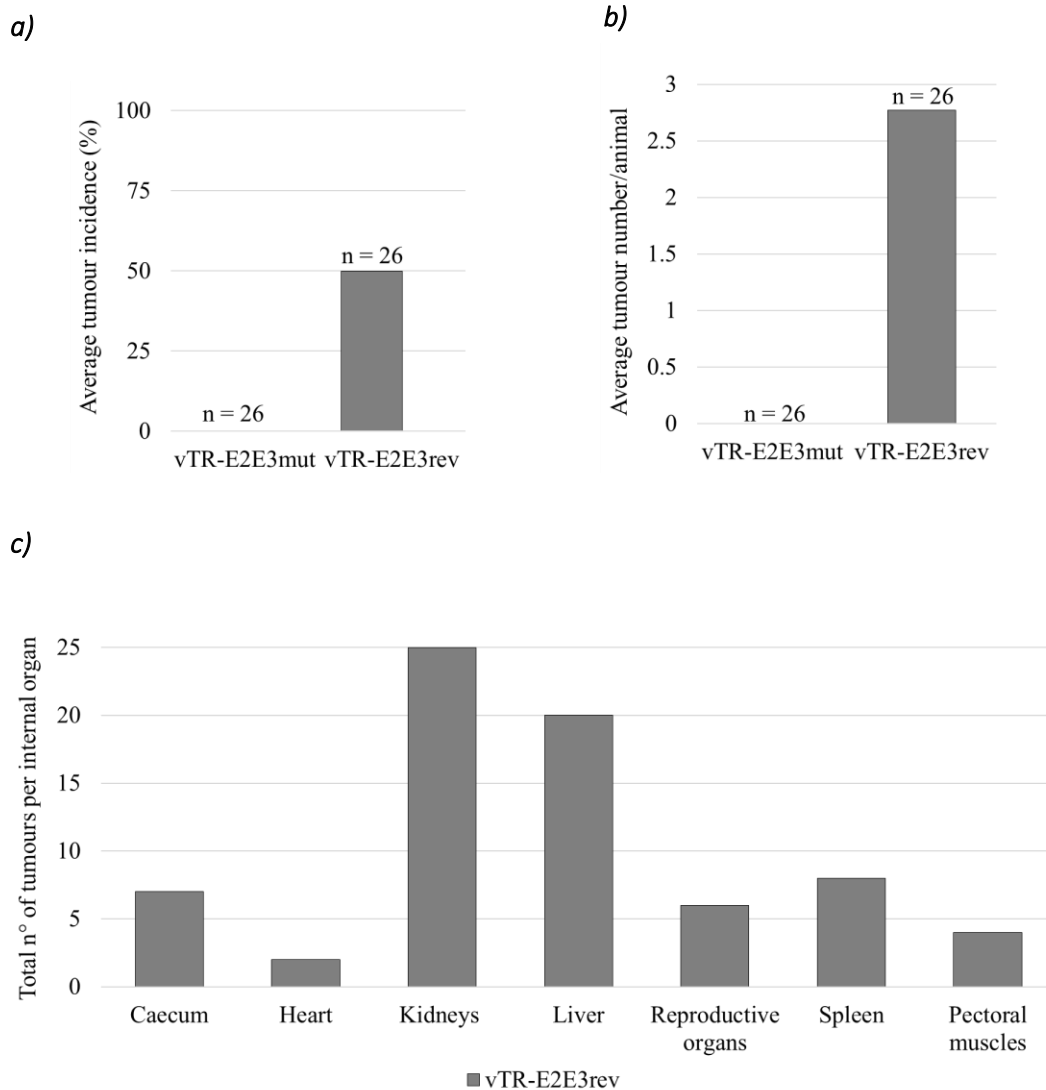 a)
Average tumour incidence (%)
100
75
50
25
0
n = 26
n = 26
vTR-E2E3mut vTR-E2E3rev
b)
Average tumour number/animal
3
2.5
2
1.5
1
0.5
0
n = 26
n = 26
vTR-E2E3mut vTR-E2E3rev
c)
Total n° of tumours per internal organ
25
20
15
10
5
0
Caecum Heart Kidneys Liver Reproductive Spleen Pectoral
organs muscles
vTR-E2E3rev